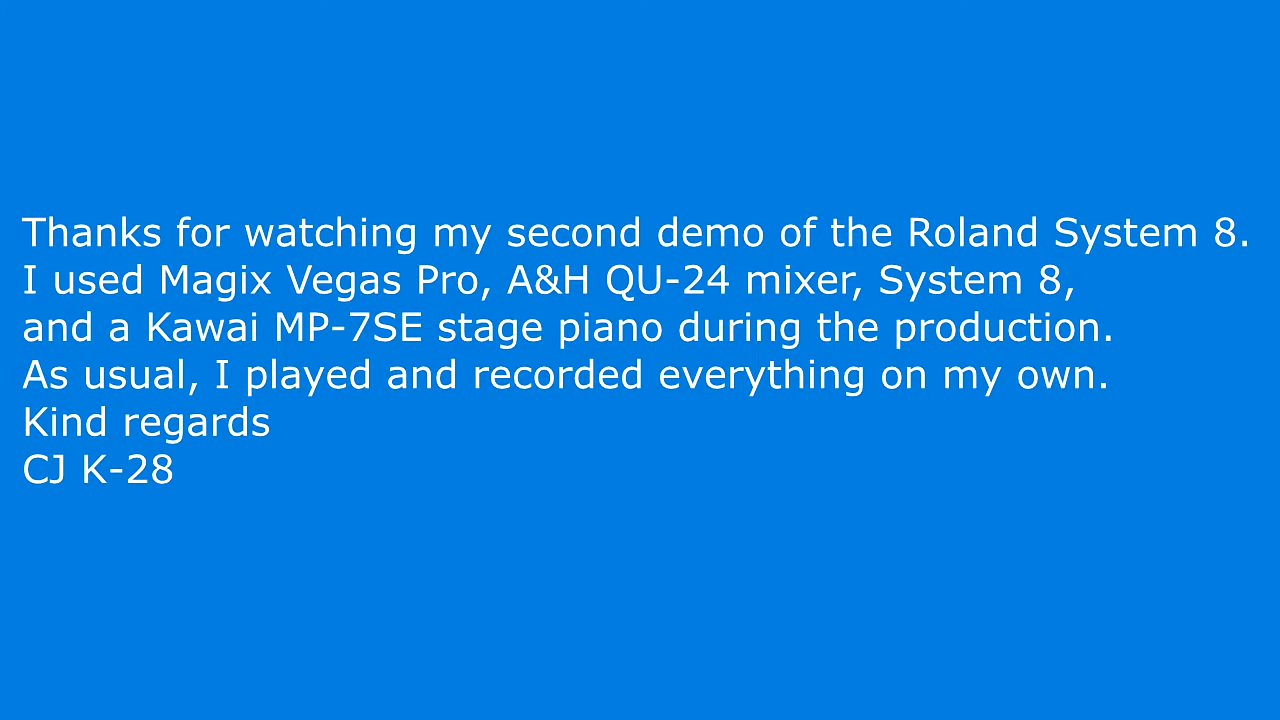 Thanks for watching my second demo of the Roland System 8.
I used Magix Vegas Pro, A&H QU-24 mixer, System 8,
and a Kawai MP-7SE stage piano during the production.
As usual, I played and recorded everything on my own.
Kind regards
CJ K-28